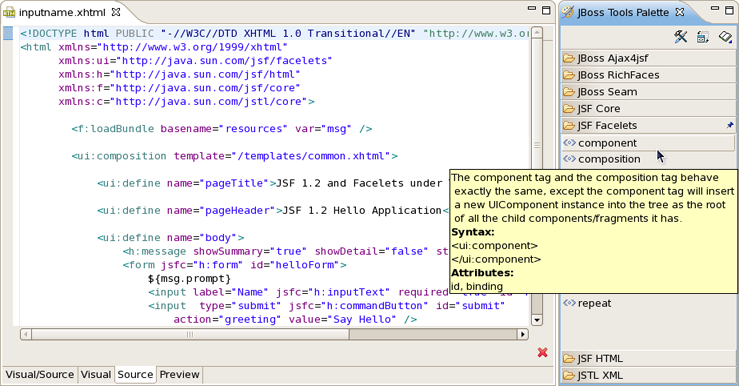 inputname.xhtml
<!DOCTYPE html PUBLIC "-//W3C//DTD XHTML 1.0 Transitional//EN" "http://www.w3.or
<html xmlns="http://www.w3.org/1999/xhtml"
xmlns:ui="http://java.sun.com/jsf/facelets"
xmlns:h="http://java.sun.com/jsf/html"
xmlns:f="http://java.sun.com/jsf/core"
xmlns:c="http://java.sun.com/jstl/core">
<f:loadBundle basename="resources" var="msg" />
<ui:composition template="/templates/common.xhtml">
<ui:define name="pageTitle">JSF 1.2 and Facelets under
<ui:define name="pageHeader">JSF 1.2 Hello Application<
<ui:define name="body">
<h:message showSummary="true" showDetail="false" st
<form jsfc="h:form" id="helloForm">
${msg.prompt}
<input label="Name" jsfc="h:inputText" required="true" id="
<input type="submit" jsfc="h:commandButton" id="submit"
action="greeting" value="Say Hello" />
Visual/Source Visual Source Preview
JBoss Tools Palette
JBoss Ajax4jsf
JBoss RichFaces
JBoss Seam
JSF Core
JSF Facelets
component
composition
The component tag and the composition tag behave
exactly the same, except the component tag will insert
a new UIComponent instance into the tree as the root
of all the child components/fragments it has.
Syntax:
<ui:component>
</ui:component>
Attributes:
id, binding
repeat
JSF HTML
JSTL XML